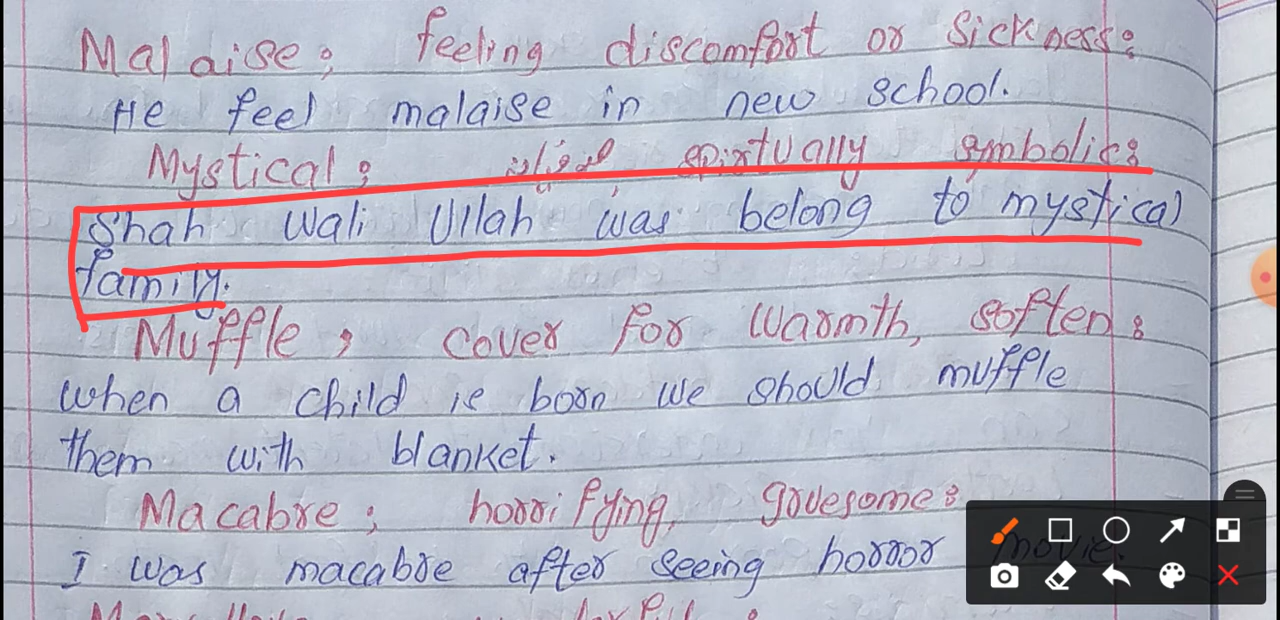 Malaise; feeling discomfort or Sickness:
He feel malaise in new school.
Mystical; spirtually symbolic:
Shah Wali Ullah was belong to mystical
family.
Muffle; cover for warmth, soften:
when a child is born we should muffle
them with blanket.
Macabre; horrifying, gruesome:
I was macabre after seeing horror movie.